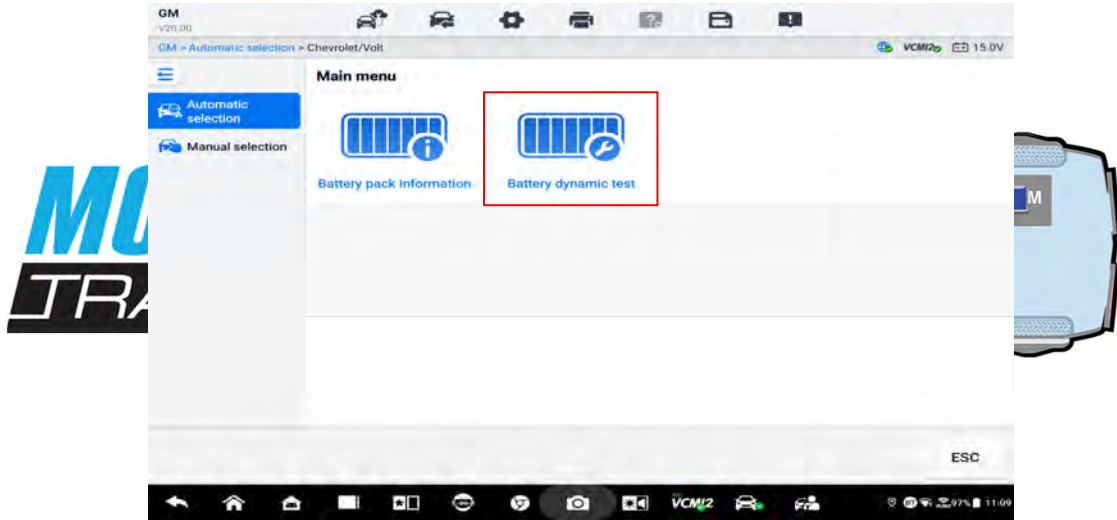 GM
V20.00
GM > Automatic selection > Chevrolet/Volt
VCMI2 15.0V
Main menu
Automatic
selection
Manual selection
Battery pack information
Battery dynamic test
M
ESC
VCMI2
97% 11:09